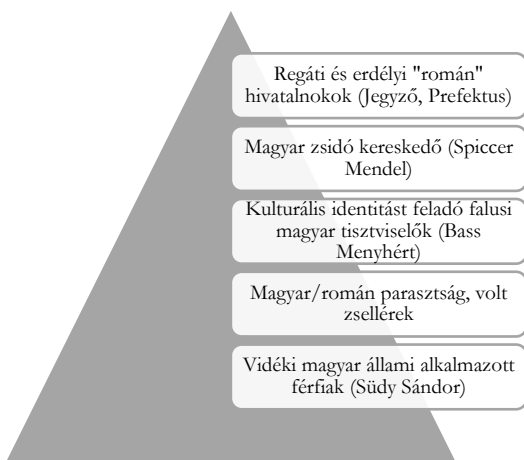 Regáti és erdélyi "román"
hivatalnokok (Jegyző, Prefektus)
Magyar zsidó kereskedő (Spiccer
Mendel)
Kulturális identitást feladó falusi
magyar tisztviselők (Bass
Menyhért)
Magyar/román parasztság, volt
zsellérek
Vidéki magyar állami alkalmazott
férfiak (Südy Sándor)